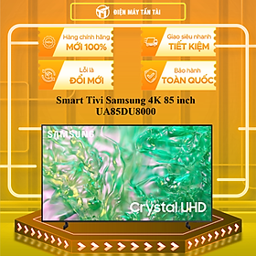 ĐIỆN MÁY TẤN TÀI
Hàng chính hãng
MỚI 100%
Giao siêu nhanh
TIẾT KIỆM
Lỗi là
ĐỔI MỚI
Bảo hành
TOÀN QUỐC
Smart Tivi Samsung 4K 85 inch
UA85DU8000
SAMSUNG
Crystal UHD